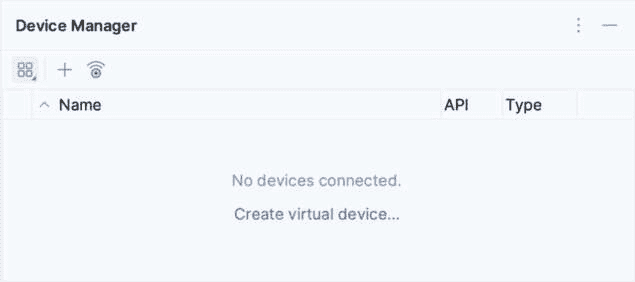 Device Manager
Name API Type
No devices connected.
Create virtual device...